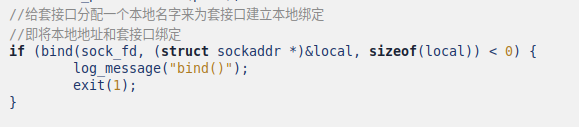 //给套接口分配一个本地名字来为套接口建立本地绑定
//即将本地地址和套接口绑定
if (bind(sock_fd, (struct sockaddr *)&local, sizeof(local)) < 0) {
        log_message("bind()");
        exit(1);
}